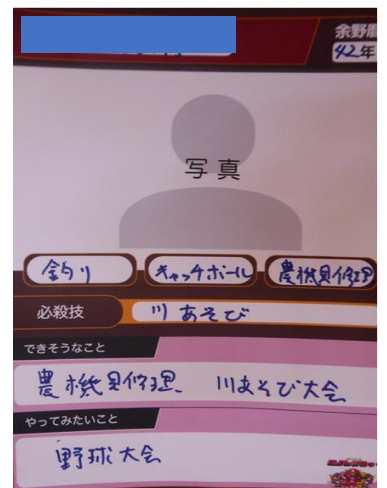 余野暦
42年
写真
釣り キャッチボール 農機具修理
必殺技 川あそび
できそうなこと
農機具修理 川あそび大会
やってみたいこと
野球大会